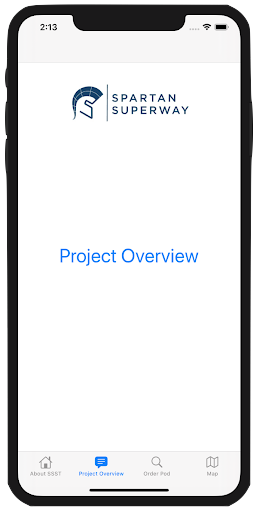 2:13
SPARTAN
SUPERWAY
Project Overview
About SSST
Project Overview
Order Pod
Map